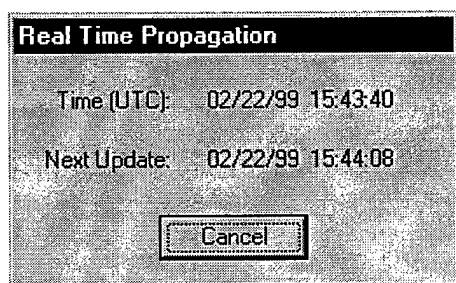 Real Time Propagation
Time (UTC): 02/22/99 15:43:40
Next Update: 02/22/99 15:44:08
Cancel